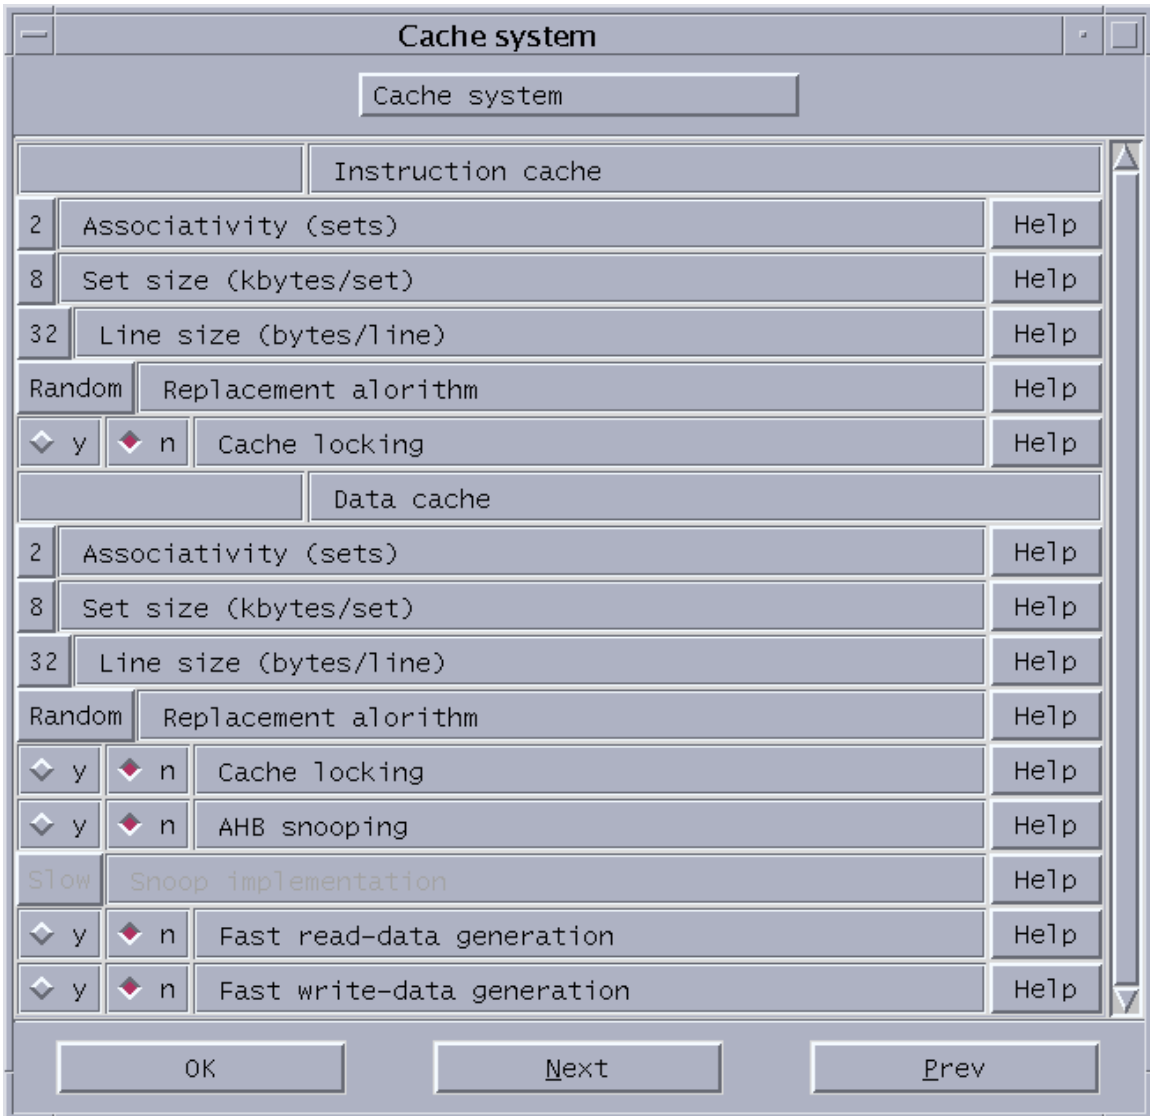 Cache system
Cache system
Instruction cache
2 Associativity (sets) Help
8 Set size (kbytes/set) Help
32 Line size (bytes/line) Help
Random Replacement alorithm Help
y n Cache locking Help
Data cache
2 Associativity (sets) Help
8 Set size (kbytes/set) Help
32 Line size (bytes/line) Help
Random Replacement alorithm Help
y n Cache locking Help
y n AHB snooping Help
Slow Snoop implementation Help
y n Fast read-data generation Help
y n Fast write-data generation Help
OK Next Prev